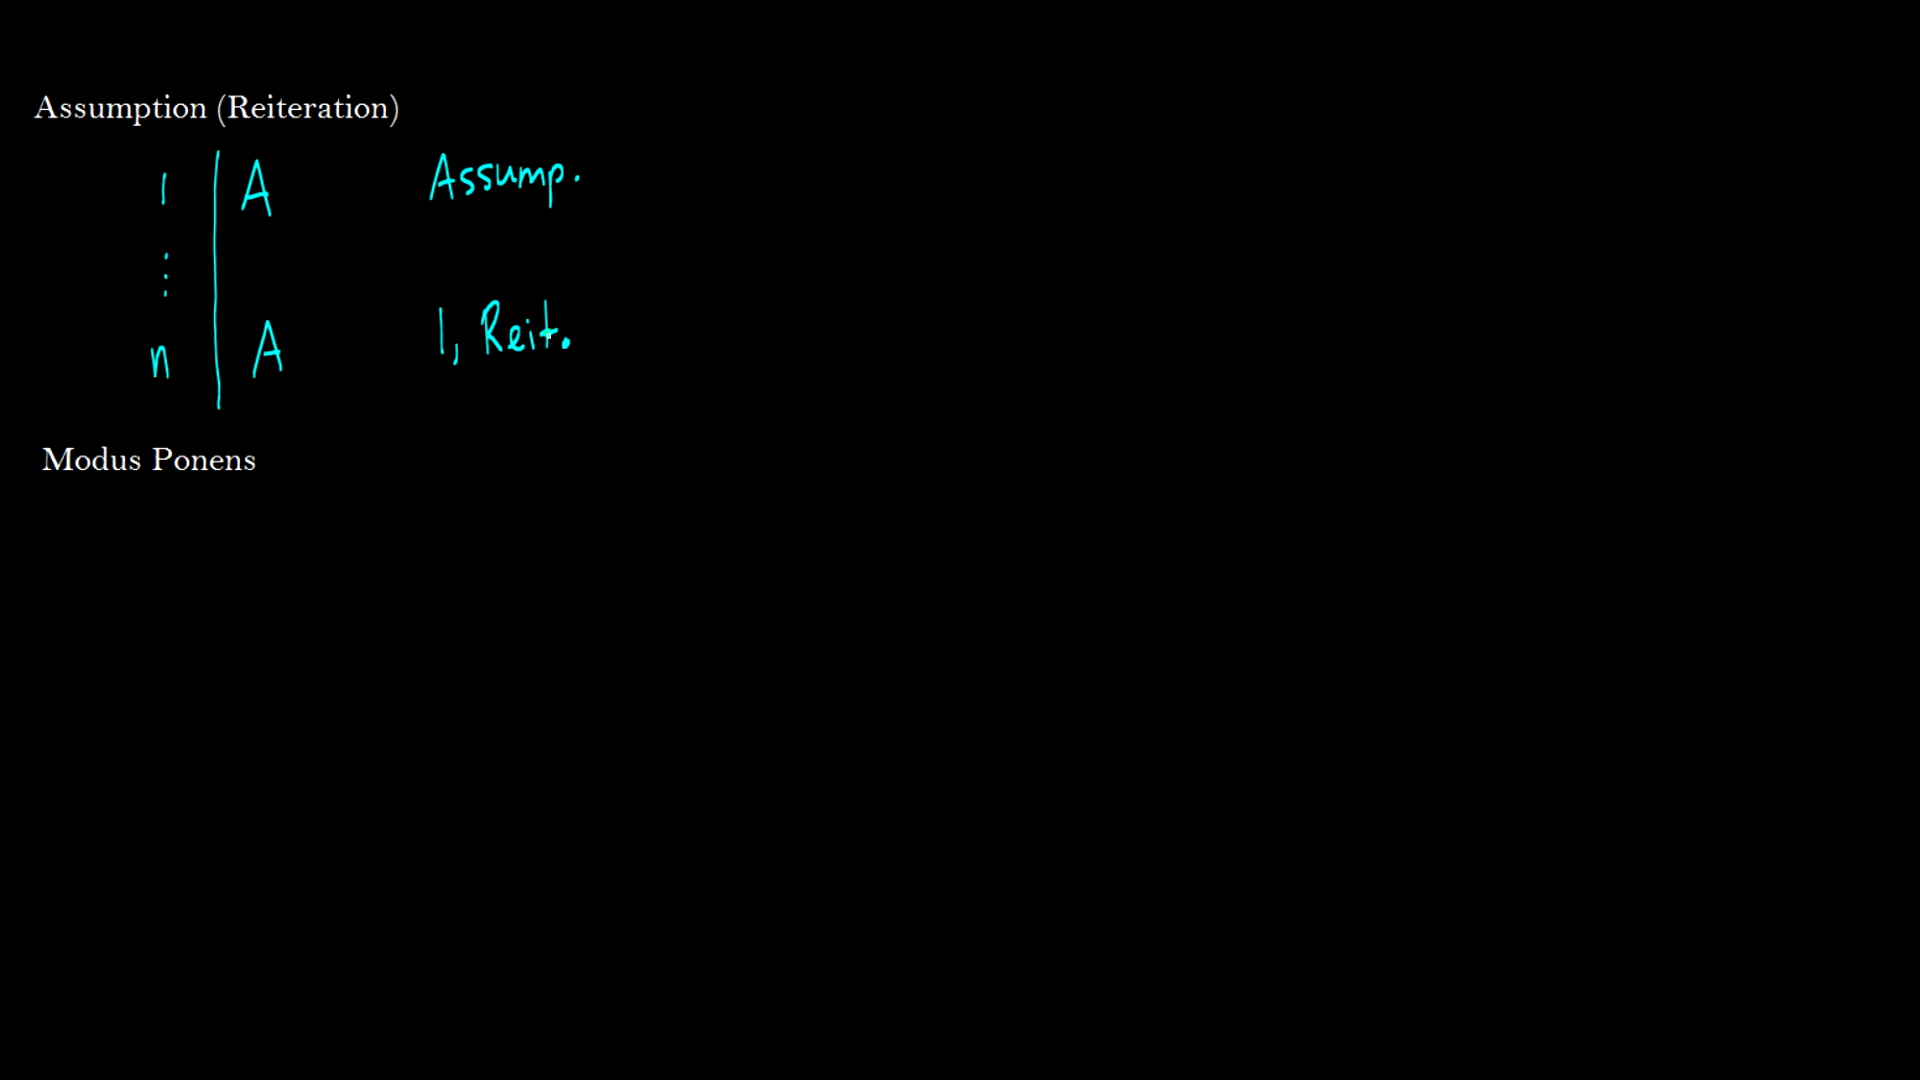 Assumption (Reiteration)
1 A Assump.
⋮
n A 1, Reit.
Modus Ponens